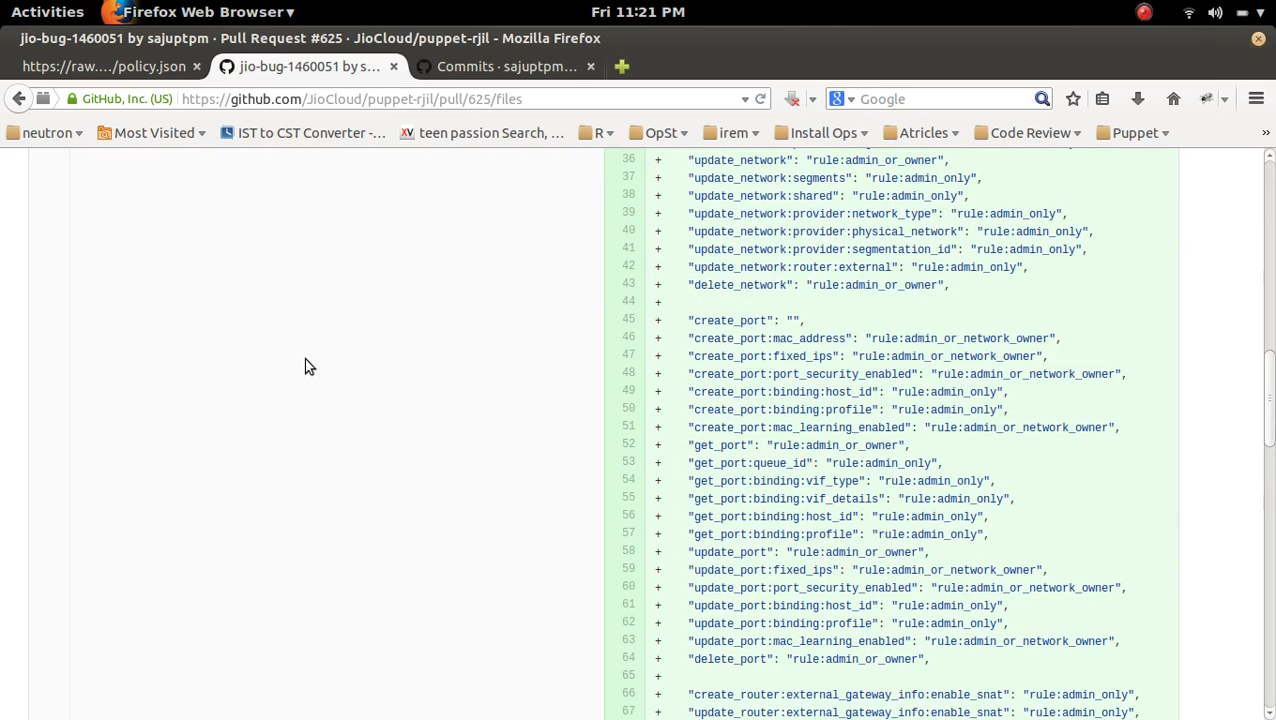 Activities Firefox Web Browser ▾ Fri 11:21 PM
jio-bug-1460051 by sajuptpm · Pull Request #625 · JioCloud/puppet-rjil - Mozilla Firefox
https://raw..../policy.json jio-bug-1460051 by s... Commits · sajuptpm...
GitHub, Inc. (US) https://github.com/JioCloud/pull/625/files Google
neutron Most Visited IST to CST Converter -... teen passion Search, ... R OpSt irem Install Ops Atricles Code Review Puppet »
36 + "update_network": "rule:admin_or_owner",
37 + "update_network:segments": "rule:admin_only",
38 + "update_network:shared": "rule:admin_only",
39 + "update_network:provider:network_type": "rule:admin_only",
40 + "update_network:provider:physical_network": "rule:admin_only",
41 + "update_network:provider:segmentation_id": "rule:admin_only",
42 + "update_network:router:external": "rule:admin_only",
43 + "delete_network": "rule:admin_or_owner",
44 +
45 + "create_port": "",
46 + "create_port:mac_address": "rule:admin_or_network_owner",
47 + "create_port:fixed_ips": "rule:admin_or_network_owner",
48 + "create_port:port_security_enabled": "rule:admin_or_network_owner",
49 + "create_port:binding:host_id": "rule:admin_only",
50 + "create_port:binding:profile": "rule:admin_only",
51 + "create_port:mac_learning_enabled": "rule:admin_or_network_owner",
52 + "get_port": "rule:admin_or_owner",
53 + "get_port:queue_id": "rule:admin_only",
54 + "get_port:binding:vif_type": "rule:admin_only",
55 + "get_port:binding:vif_details": "rule:admin_only",
56 + "get_port:binding:host_id": "rule:admin_only",
57 + "get_port:binding:profile": "rule:admin_only",
58 + "update_port": "rule:admin_or_owner",
59 + "update_port:fixed_ips": "rule:admin_or_network_owner",
60 + "update_port:port_security_enabled": "rule:admin_or_network_owner",
61 + "update_port:binding:host_id": "rule:admin_only",
62 + "update_port:binding:profile": "rule:admin_only",
63 + "update_port:mac_learning_enabled": "rule:admin_or_network_owner",
64 + "delete_port": "rule:admin_or_owner",
65 +
66 + "create_router:external_gateway_info:enable_snat": "rule:admin_only",
67 + "update_router:external_gateway_info:enable_snat": "rule:admin_only",